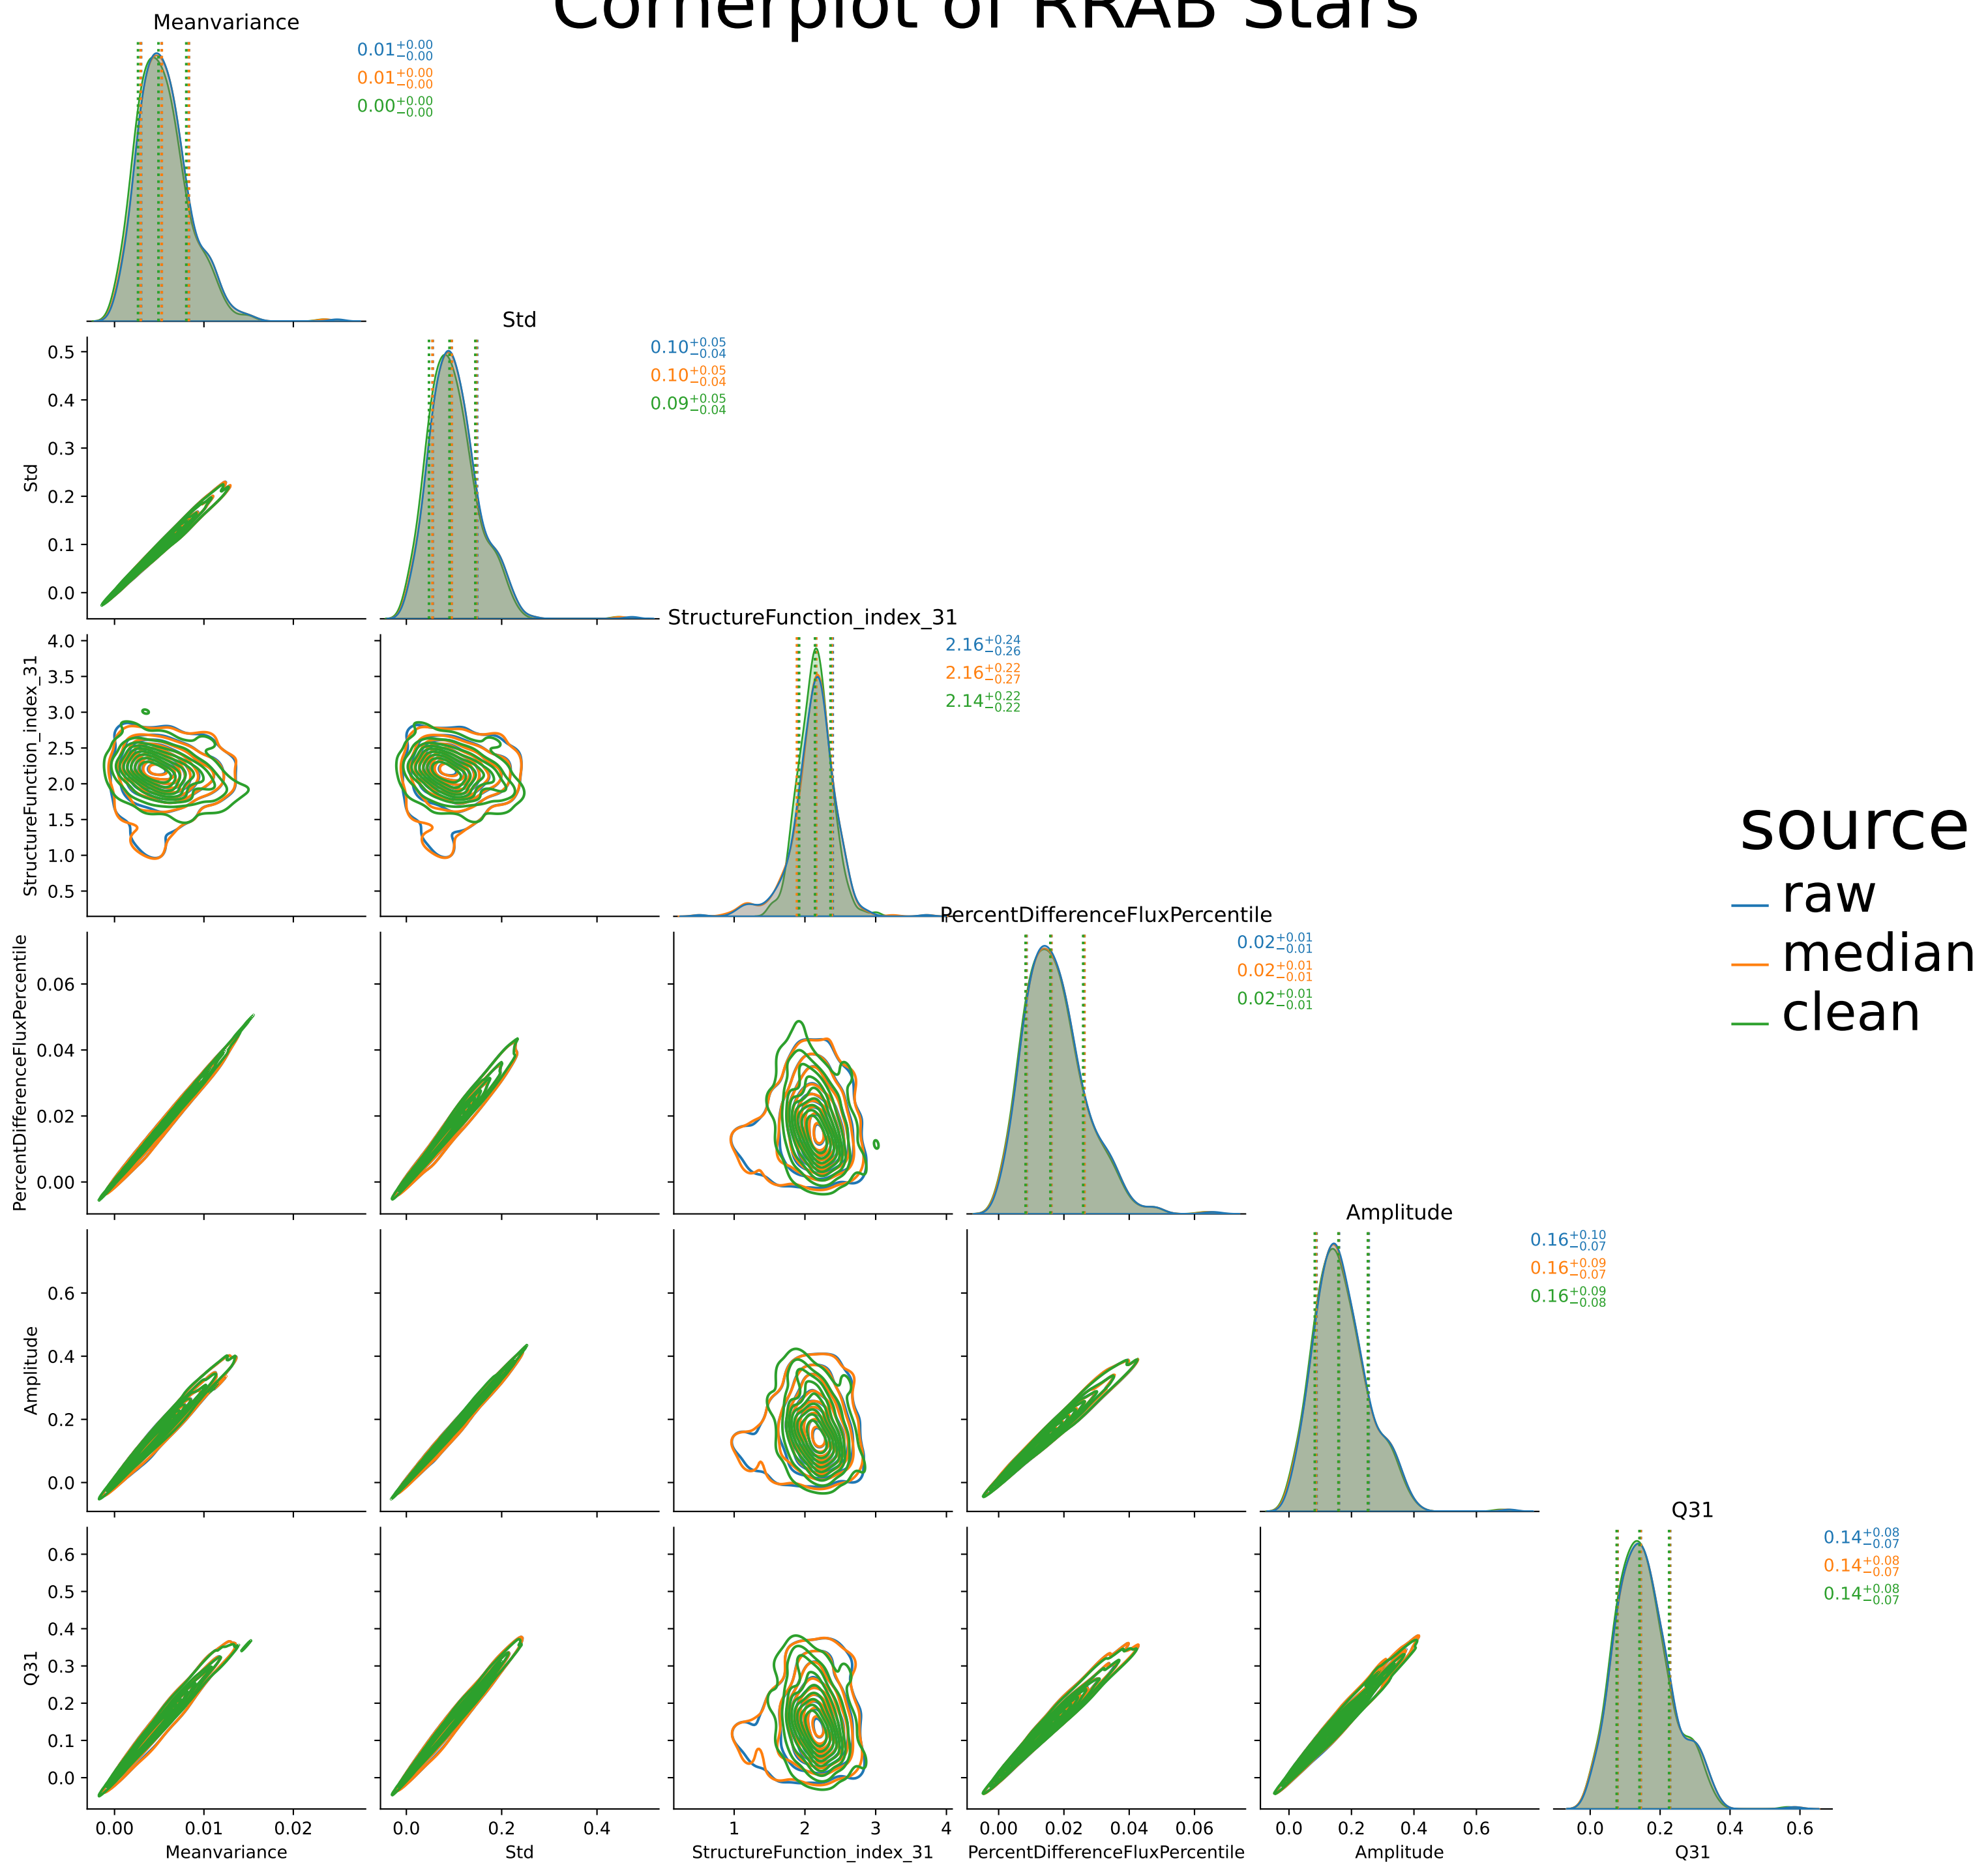 Cornerplot of RRAB Stars
Meanvariance
0.01 +0.00 −0.00
0.01 +0.00 −0.00
0.00 +0.00 −0.00
Std
0.10 +0.05 −0.04
0.10 +0.05 −0.04
0.09 +0.05 −0.04
0.5
0.4
0.3
0.2
0.1
0.0
Std
StructureFunction_index_31
2.16 +0.24 −0.26
2.16 +0.22 −0.27
2.14 +0.22 −0.22
4.0
3.5
3.0
2.5
2.0
1.5
1.0
0.5
StructureFunction_index_31
source
raw
median
clean
PercentDifferenceFluxPercentile
0.02 +0.01 −0.01
0.02 +0.01 −0.01
0.02 +0.01 −0.01
0.06
0.04
0.02
0.00
PercentDifferenceFluxPercentile
Amplitude
0.16 +0.10 −0.07
0.16 +0.09 −0.07
0.16 +0.09 −0.08
0.6
0.4
0.2
0.0
Amplitude
Q31
0.14 +0.08 −0.07
0.14 +0.08 −0.07
0.14 +0.08 −0.07
0.6
0.5
0.4
0.3
0.2
0.1
0.0
Q31
0.00 0.01 0.02
0.0 0.2 0.4
1 2 3 4
0.00 0.02 0.04 0.06
0.0 0.2 0.4 0.6
0.0 0.2 0.4 0.6
Meanvariance
Std
StructureFunction_index_31
PercentDifferenceFluxPercentile
Amplitude
Q31